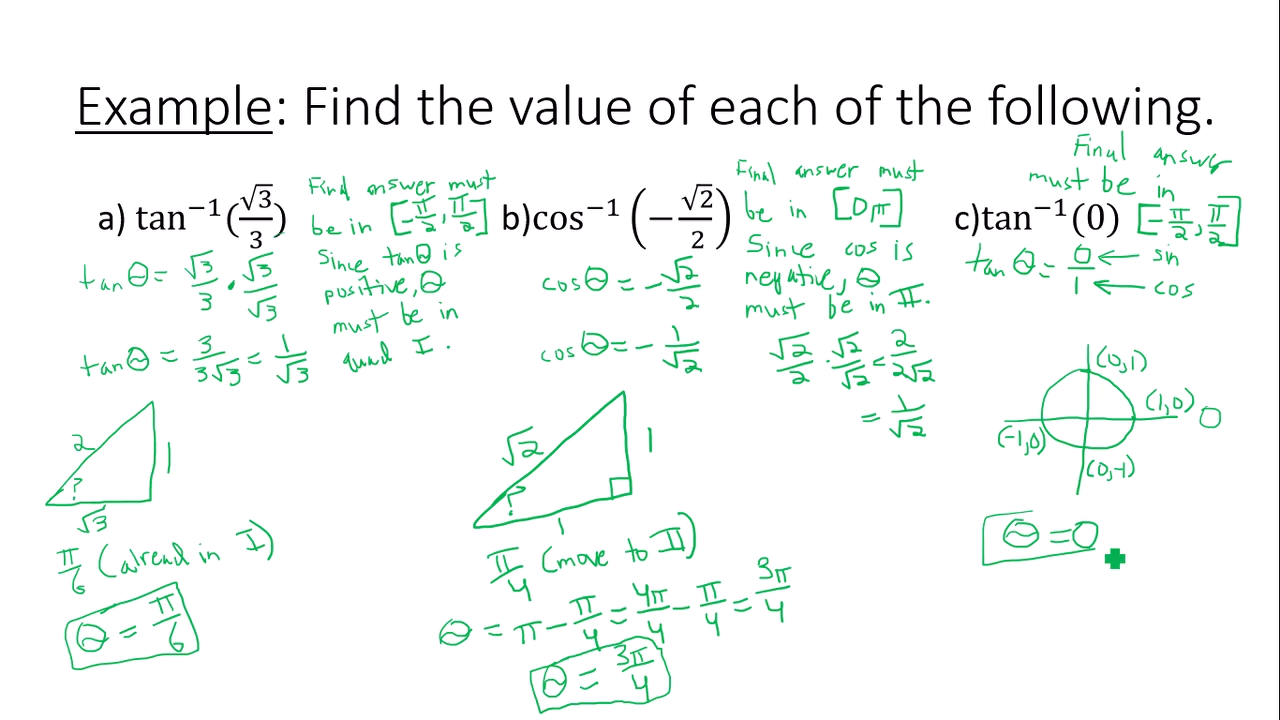 Example: Find the value of each of the following.
a) tan⁻¹(√3/3)
Final answer must
be in [-π/2, π/2]
Since tanθ is
positive, θ
must be in
quad I.
tanθ = √3/3 · √3/√3
tanθ = 3/3√3 = 1/√3
2
1
?
√3
π/6 (alread in I)
θ = π/6
b) cos⁻¹(-√2/2)
Final answer must
be in [0,π]
Since cos is
negative, θ
must be in II.
cosθ = -√2/2
cosθ = -1/√2
√2/2 · √2/√2 = 2/2√2
= 1/√2
√2
1
?
1
π/4 (move to II)
θ = π - π/4 = 4π/4 - π/4 = 3π/4
θ = 3π/4
c) tan⁻¹(0)
Final answer
must be in
[-π/2, π/2]
tanθ = 0/1 ← sin
← cos
(0,1)
(1,0) 0
(-1,0)
(0,-1)
θ = 0